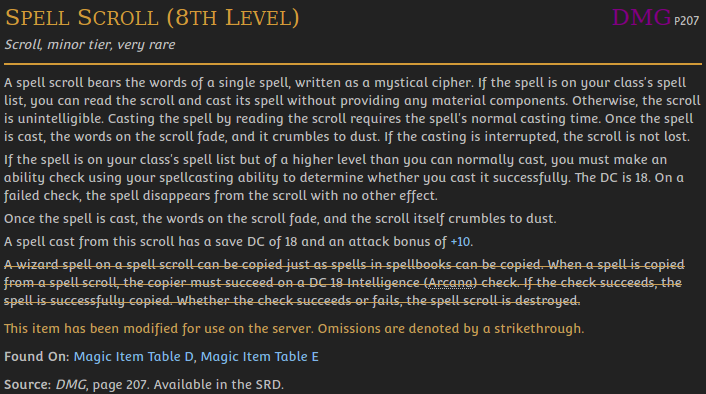 Spell Scroll (8th Level) DMG P207
Scroll, minor tier, very rare
A spell scroll bears the words of a single spell, written as a mystical cipher. If the spell is on your class's spell
list, you can read the scroll and cast its spell without providing any material components. Otherwise, the scroll
is unintelligible. Casting the spell by reading the scroll requires the spell's normal casting time. Once the spell
is cast, the words on the scroll fade, and it crumbles to dust. If the casting is interrupted, the scroll is not lost.
If the spell is on your class's spell list but of a higher level than you can normally cast, you must make an
ability check using your spellcasting ability to determine whether you cast it successfully. The DC is 18. On a
failed check, the spell disappears from the scroll with no other effect.
Once the spell is cast, the words on the scroll fade, and the scroll itself crumbles to dust.
A spell cast from this scroll has a save DC of 18 and an attack bonus of +10.
A wizard spell on a spell scroll can be copied just as spells in spellbooks can be copied. When a spell is copied
from a spell scroll, the copier must succeed on a DC 18 Intelligence (Arcana) check. If the check succeeds, the
spell is successfully copied. Whether the check succeeds or fails, the spell scroll is destroyed.
This item has been modified for use on the server. Omissions are denoted by a strikethrough.
Found On: Magic Item Table D, Magic Item Table E
Source: DMG, page 207. Available in the SRD.